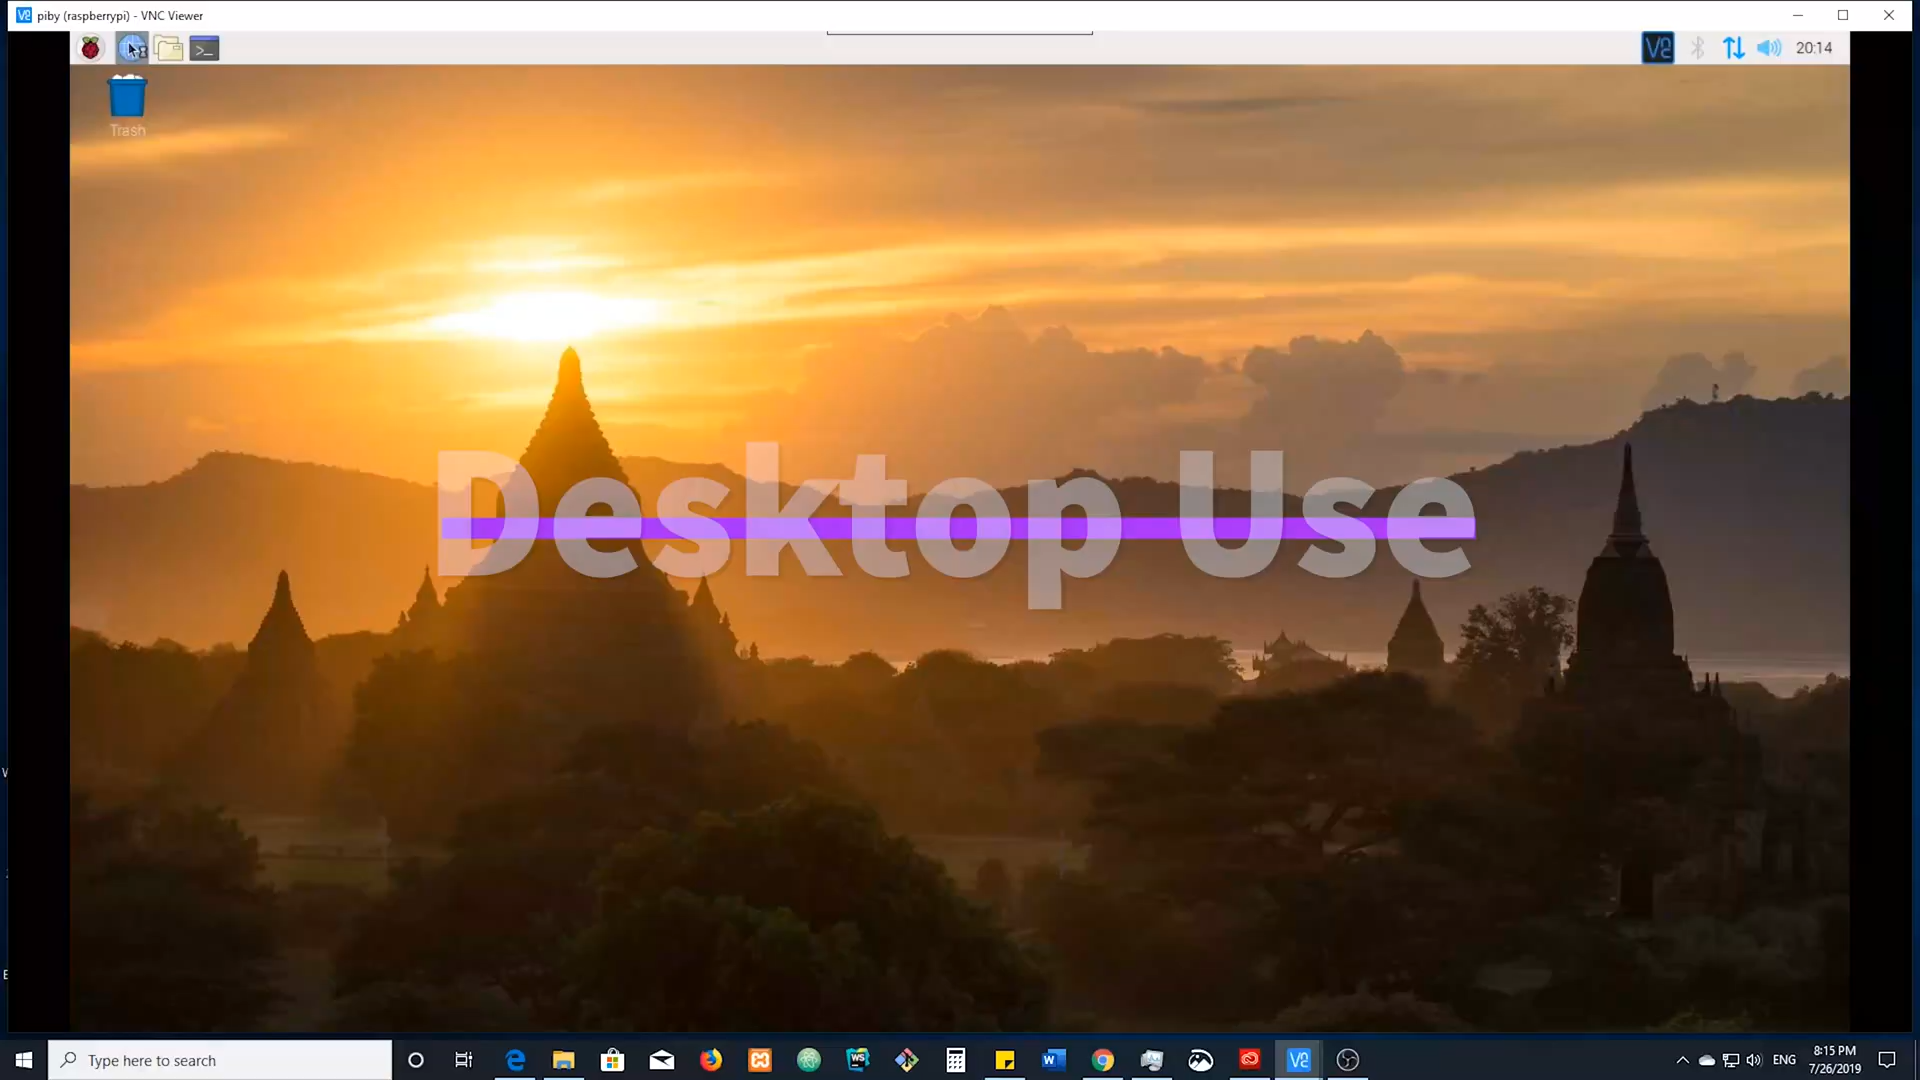 piby (raspberrypi) - VNC Viewer
20:14
Trash
Desktop Use
Type here to search
WS
ENG
8:15 PM
7/26/2019